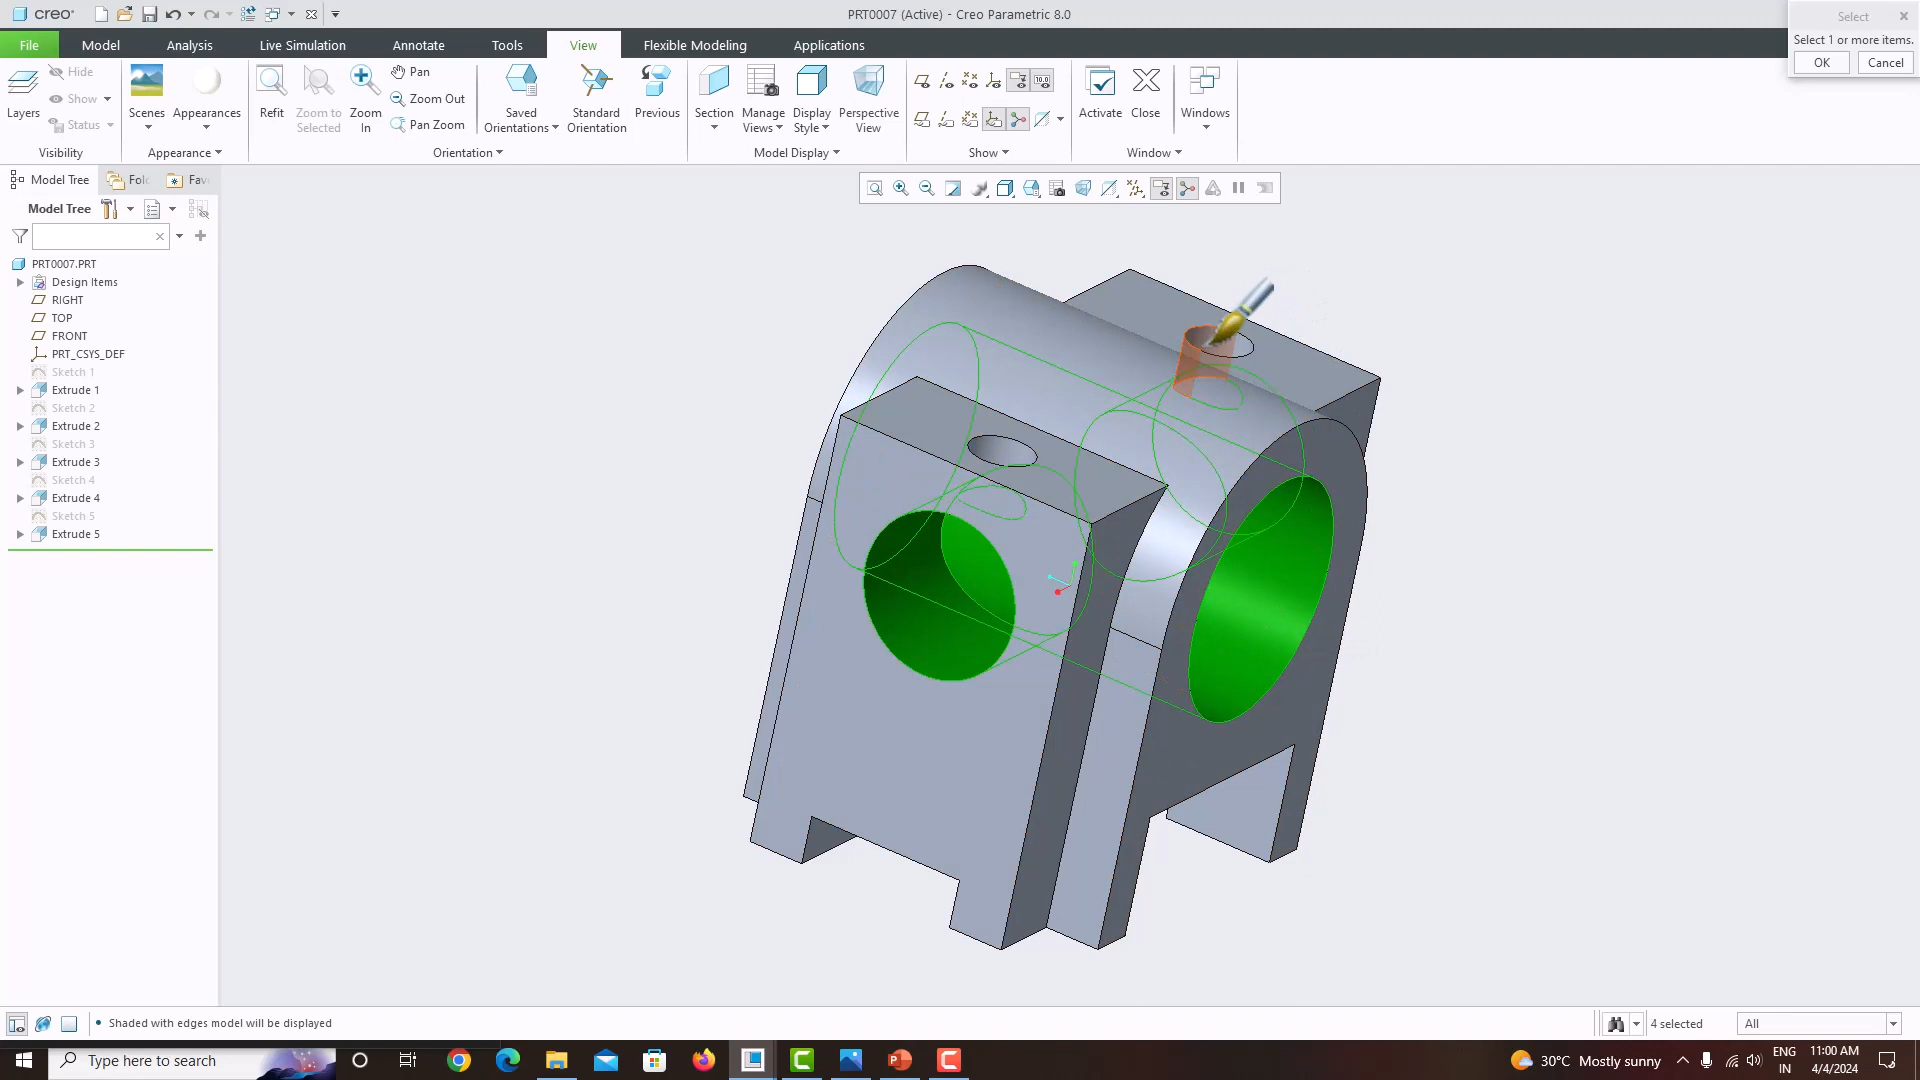 creo
PRT0007 (Active) - Creo Parametric 8.0
Select
Select 1 or more items.
OK
Cancel
File
Model
Analysis
Live Simulation
Annotate
Tools
View
Flexible Modeling
Applications
Layers
Hide
Show
Status
Visibility
Scenes
Appearances
Appearance
Refit
Zoom to
Selected
Zoom
In
Pan
Zoom Out
Pan Zoom
Saved
Orientations
Standard
Orientation
Previous
Orientation
Section
Manage
Views
Display
Style
Perspective
View
Model Display
Show
Activate
Close
Windows
Window
Model Tree
Fol
Fav
Model Tree
PRT0007.PRT
Design Items
RIGHT
TOP
FRONT
PRT_CSYS_DEF
Sketch 1
Extrude 1
Sketch 2
Extrude 2
Sketch 3
Extrude 3
Sketch 4
Extrude 4
Sketch 5
Extrude 5
Shaded with edges model will be displayed
4 selected
All
Type here to search
30°C Mostly sunny
ENG
IN
11:00 AM
4/4/2024